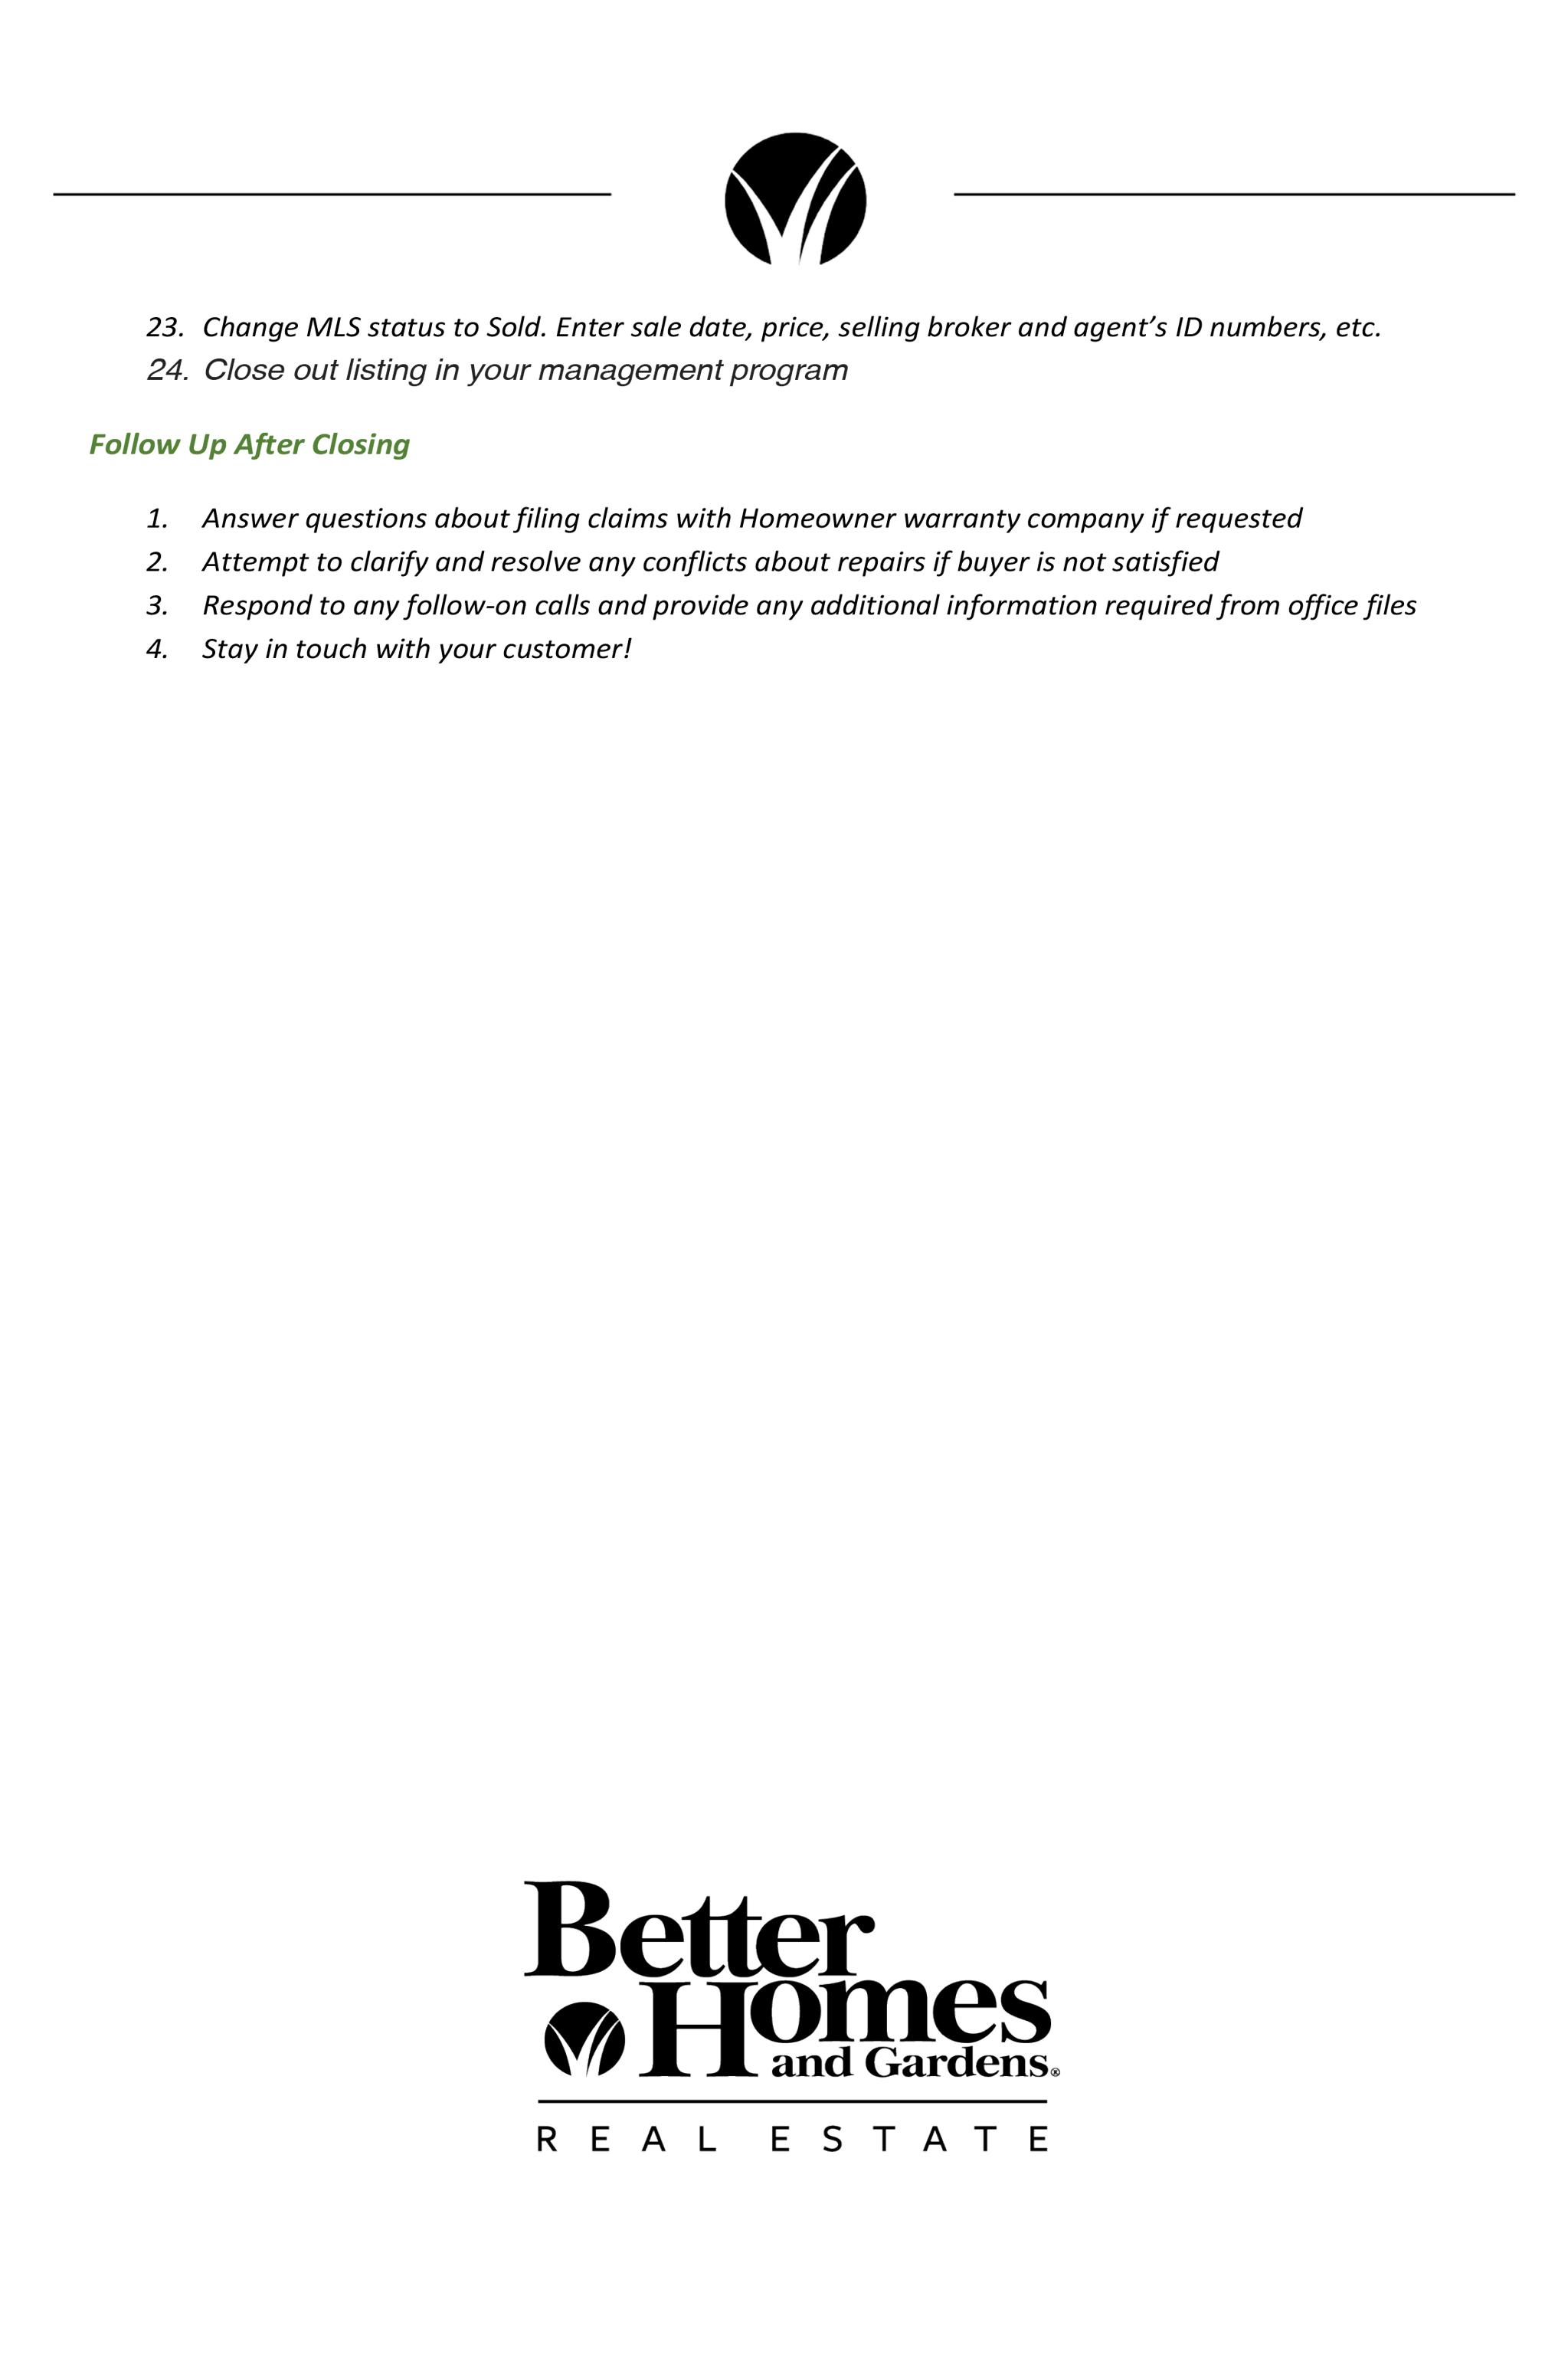 23. Change MLS status to Sold. Enter sale date, price, selling broker and agent’s ID numbers, etc.
24. Close out listing in your management program
Follow Up After Closing
1. Answer questions about filing claims with Homeowner warranty company if requested
2. Attempt to clarify and resolve any conflicts about repairs if buyer is not satisfied
3. Respond to any follow-on calls and provide any additional information required from office files
4. Stay in touch with your customer!
Better
Homes
and Gardens®
REAL ESTATE